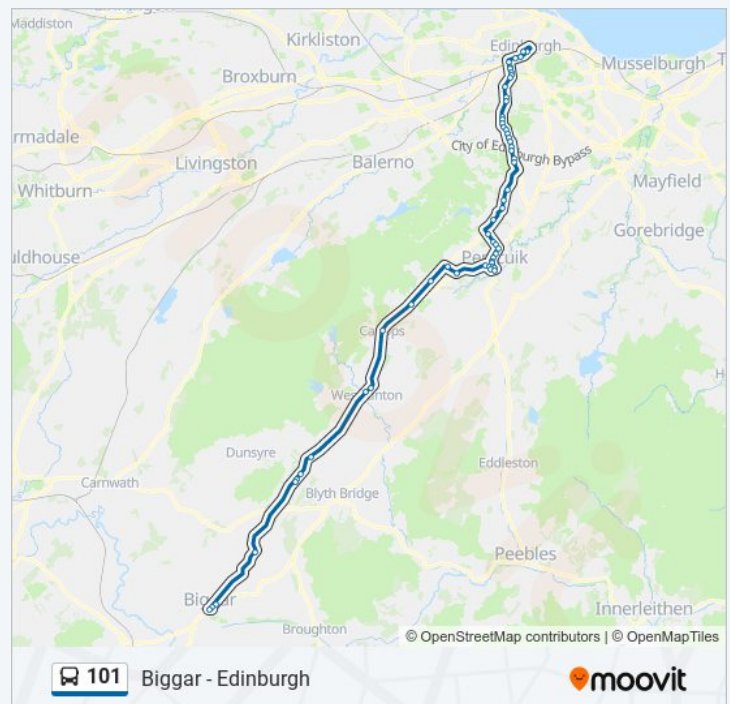 Maddiston
Kirkliston
Edinburgh
Musselburgh
Broxburn
rmadale
Livingston
Balerno
City of Edinburgh Bypass
Whitburn
Mayfield
Gorebridge
uldhouse
Dunsyre
Carnwath
Eddleston
Blyth Bridge
Peebles
Innerleithen
Broughton
© OpenStreetMap contributors | © OpenMapTiles
101 Biggar - Edinburgh
moovit